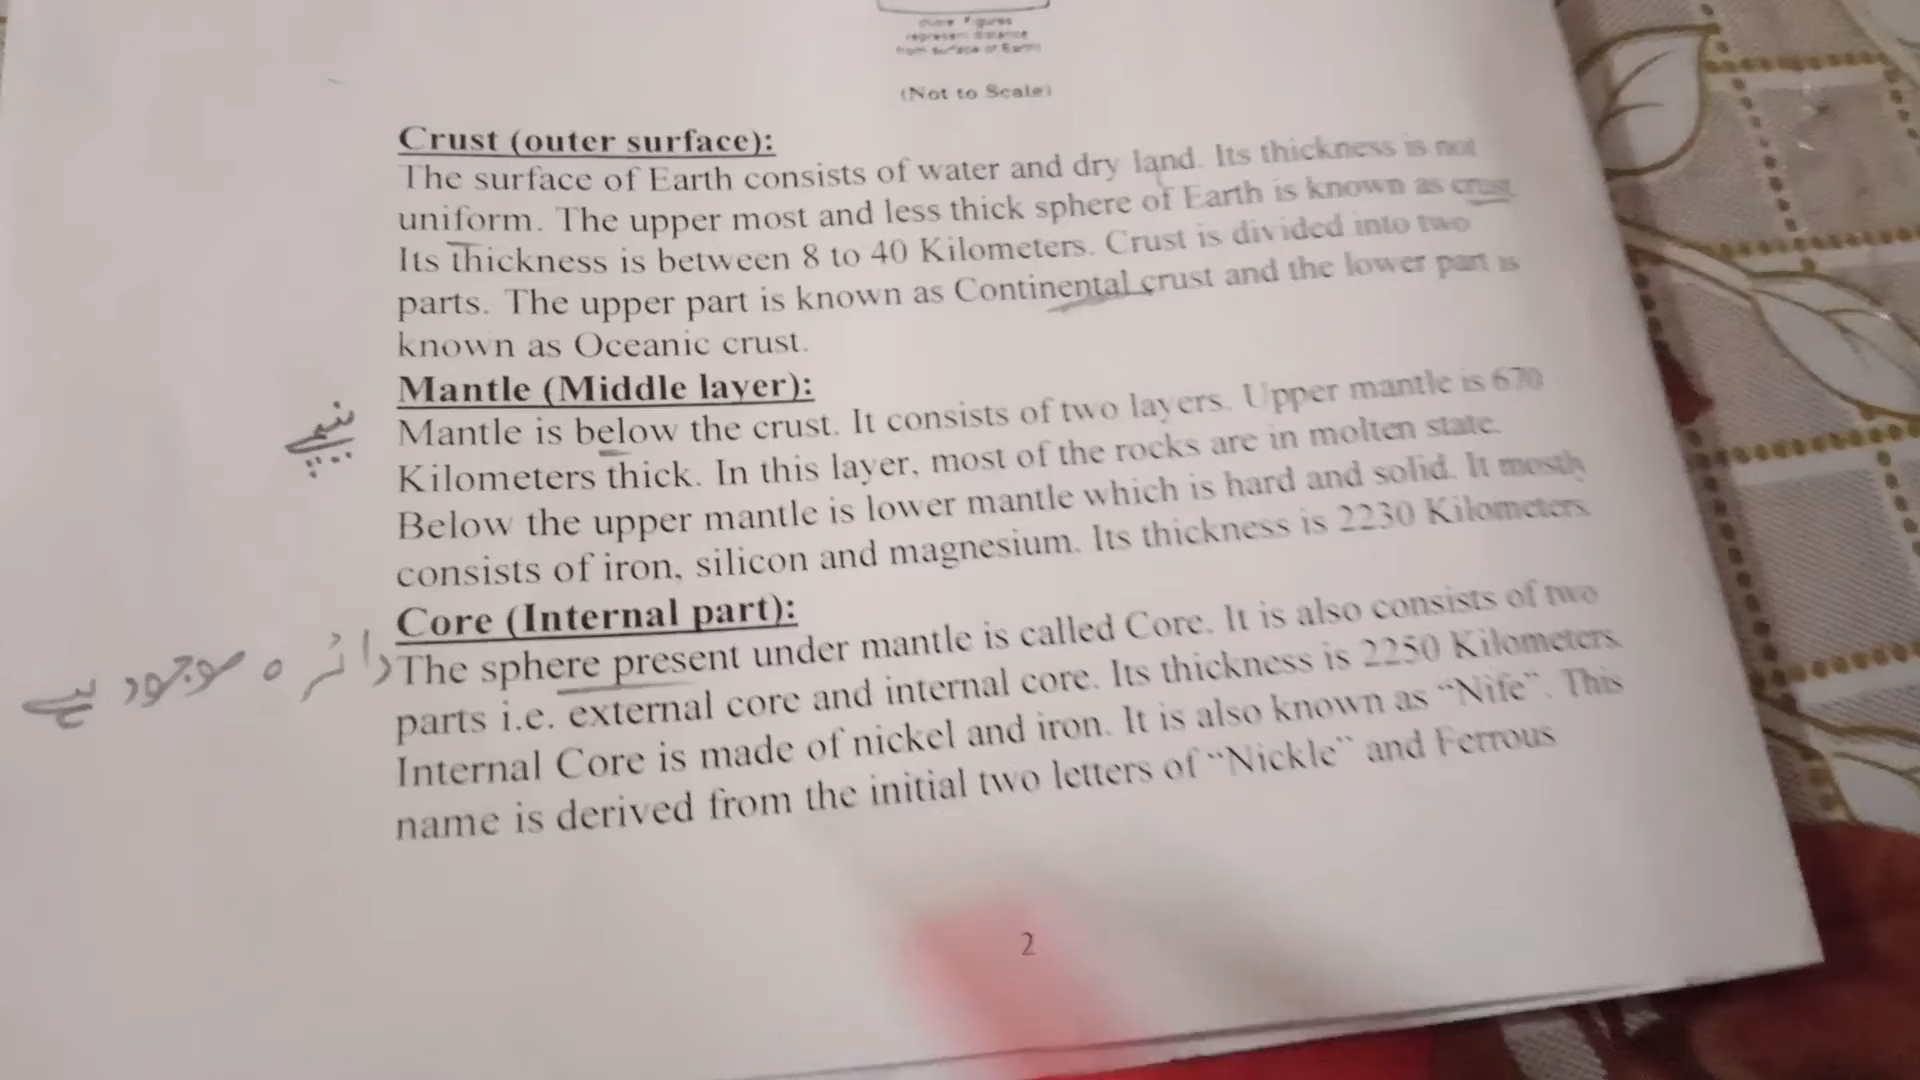 figures
represent distance
from surface of Earth)
(Not to Scale)
Crust (outer surface):
The surface of Earth consists of water and dry land. Its thickness is not
uniform. The upper most and less thick sphere of Earth is known as crust.
Its thickness is between 8 to 40 Kilometers. Crust is divided into two
parts. The upper part is known as Continental crust and the lower part is
known as Oceanic crust.
Mantle (Middle layer):
Mantle is below the crust. It consists of two layers. Upper mantle is 670
Kilometers thick. In this layer, most of the rocks are in molten state.
Below the upper mantle is lower mantle which is hard and solid. It mostly
consists of iron, silicon and magnesium. Its thickness is 2230 Kilometers.
Core (Internal part):
دائرہ موجود ہے
The sphere present under mantle is called Core. It is also consists of two
parts i.e. external core and internal core. Its thickness is 2250 Kilometers.
Internal Core is made of nickel and iron. It is also known as “Nife”. This
name is derived from the initial two letters of “Nickle” and Ferrous
2